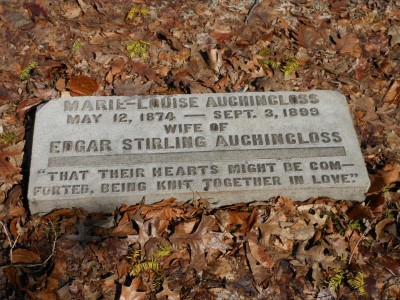 MARIE-LOUISE AUCHINCLOSS
MAY 12, 1874 — SEPT. 3, 1899
WIFE OF
EDGAR STIRLING AUCHINCLOSS
"THAT THEIR HEARTS MIGHT BE COM-
FORTED, BEING KNIT TOGETHER IN LOVE"